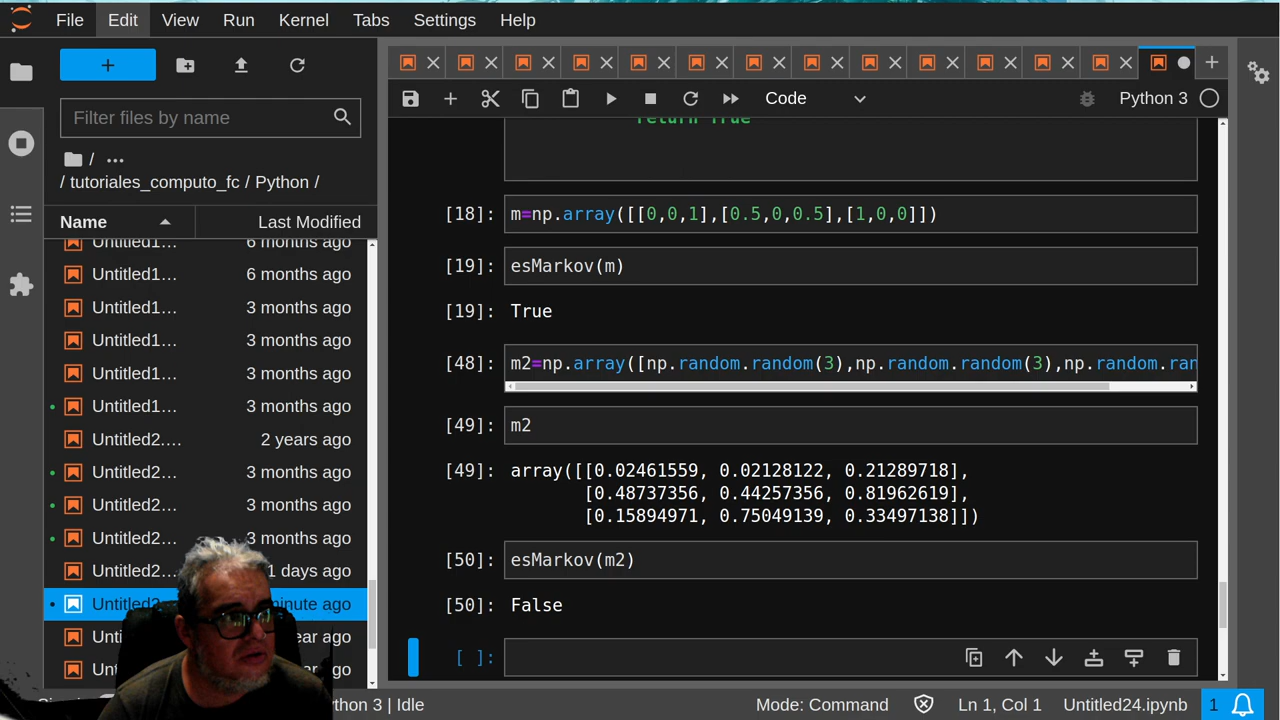 File Edit View Run Kernel Tabs Settings Help
+
Filter files by name
/ ...
/ tutoriales_computo_fc / Python /
Name Last Modified
Untitled1... 6 months ago
Untitled1... 6 months ago
Untitled1... 3 months ago
Untitled1... 3 months ago
Untitled1... 3 months ago
Untitled1... 3 months ago
Untitled2.... 2 years ago
Untitled2... 3 months ago
Untitled2... 3 months ago
Untitled2... 3 months ago
Untitled2... 1 days ago
Untitled2 minute ago
ago
ago
Code Python 3
return True
[18]: m=np.array([[0,0,1],[0.5,0,0.5],[1,0,0]])
[19]: esMarkov(m)
[19]: True
[48]: m2=np.array([np.random.random(3),np.random.random(3),np.random.ran
[49]: m2
[49]: array([[0.02461559, 0.02128122, 0.21289718],
[0.48737356, 0.44257356, 0.81962619],
[0.15894971, 0.75049139, 0.33497138]])
[50]: esMarkov(m2)
[50]: False
[ ]:
3 | Idle Mode: Command Ln 1, Col 1 Untitled24.ipynb 1